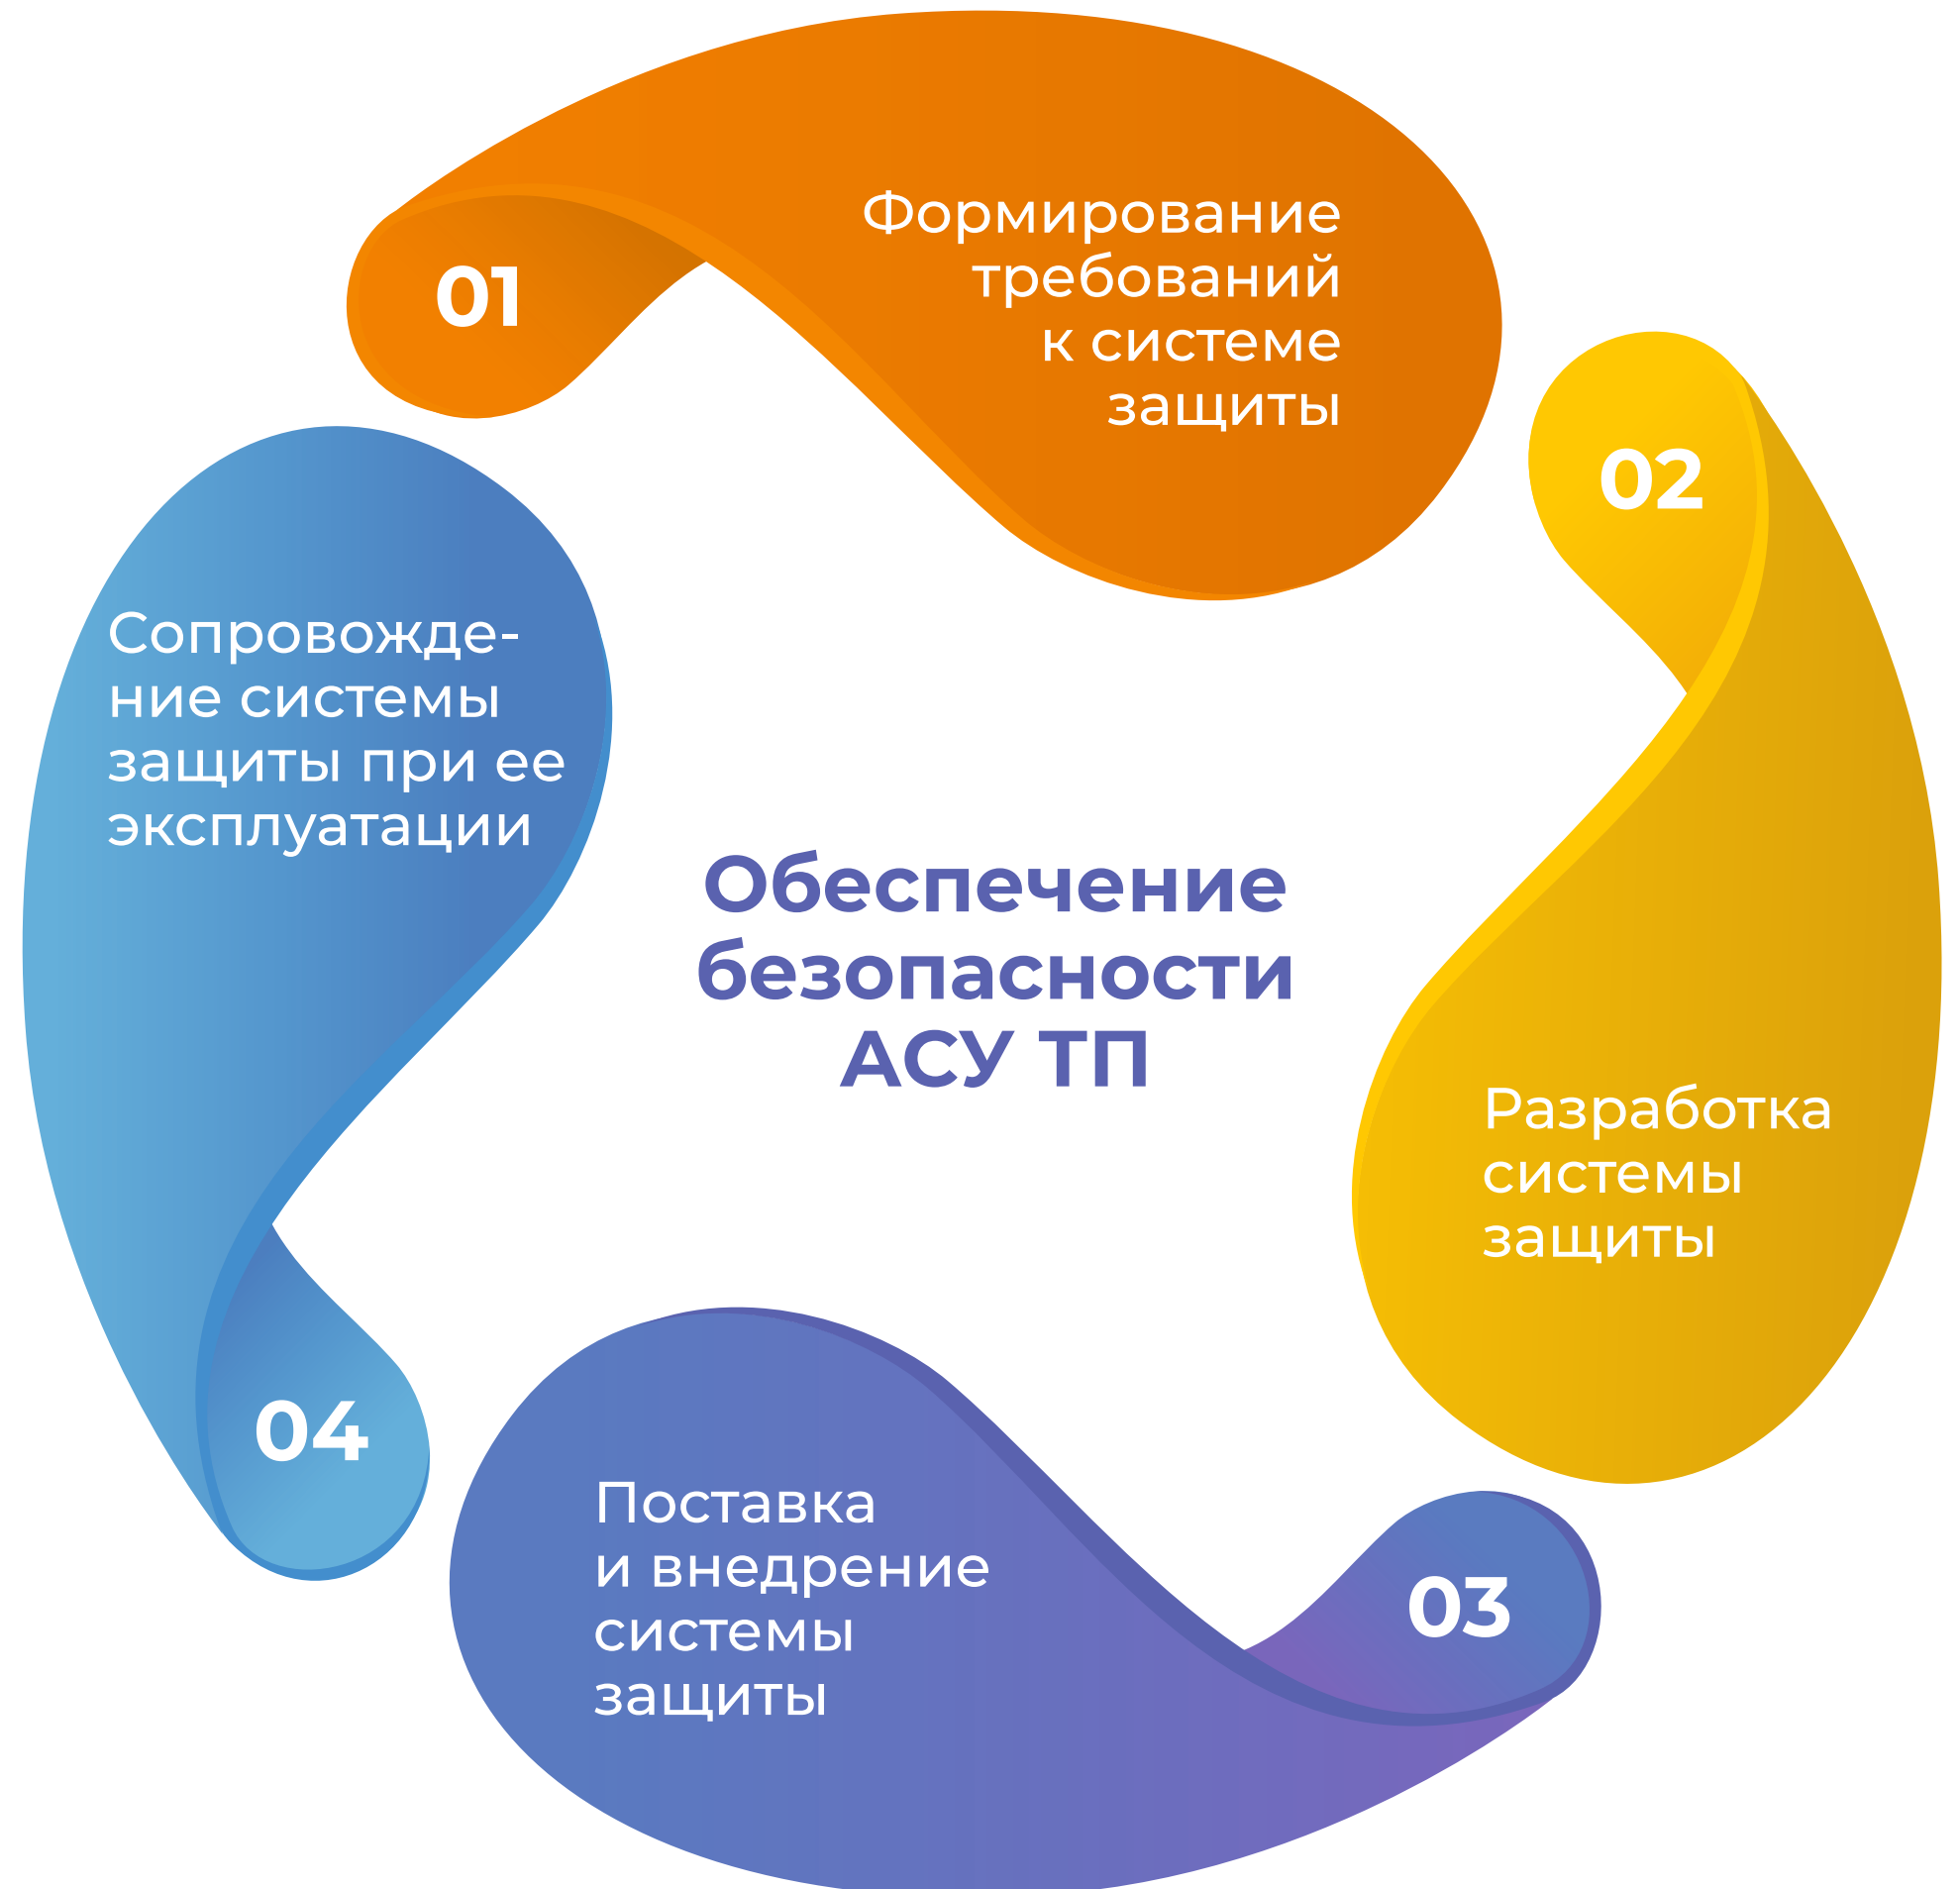 01
Формирование
требований
к системе
защиты
02
Разработка
системы
защиты
03
Поставка
и внедрение
системы
защиты
04
Сопровожде-
ние системы
защиты при ее
эксплуатации
Обеспечение
безопасности
АСУ ТП